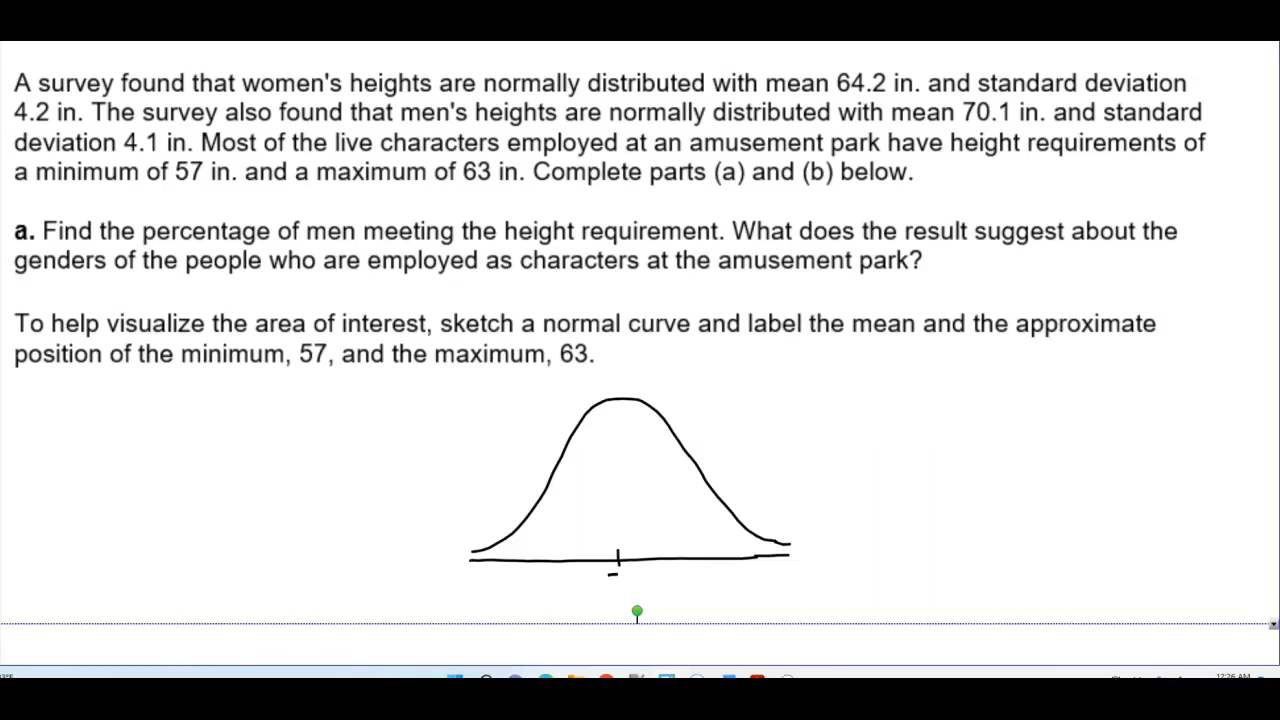 A survey found that women's heights are normally distributed with mean 64.2 in. and standard deviation
4.2 in. The survey also found that men's heights are normally distributed with mean 70.1 in. and standard
deviation 4.1 in. Most of the live characters employed at an amusement park have height requirements of
a minimum of 57 in. and a maximum of 63 in. Complete parts (a) and (b) below.
a. Find the percentage of men meeting the height requirement. What does the result suggest about the
genders of the people who are employed as characters at the amusement park?
To help visualize the area of interest, sketch a normal curve and label the mean and the approximate
position of the minimum, 57, and the maximum, 63.
12:26 AM